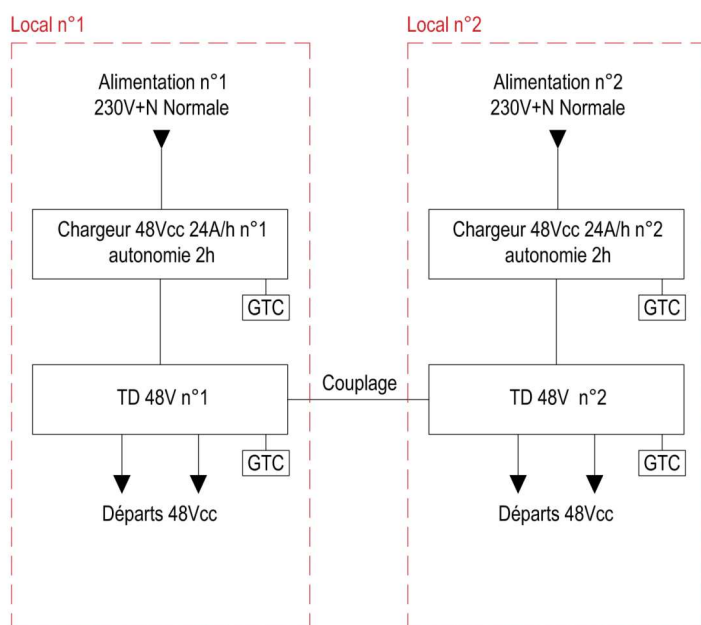 Local n°1
Alimentation n°1
230V+N Normale
Chargeur 48Vcc 24A/h n°1
autonomie 2h
GTC
TD 48V n°1
GTC
Départs 48Vcc
Couplage
Local n°2
Alimentation n°2
230V+N Normale
Chargeur 48Vcc 24A/h n°2
autonomie 2h
GTC
TD 48V n°2
GTC
Départs 48Vcc